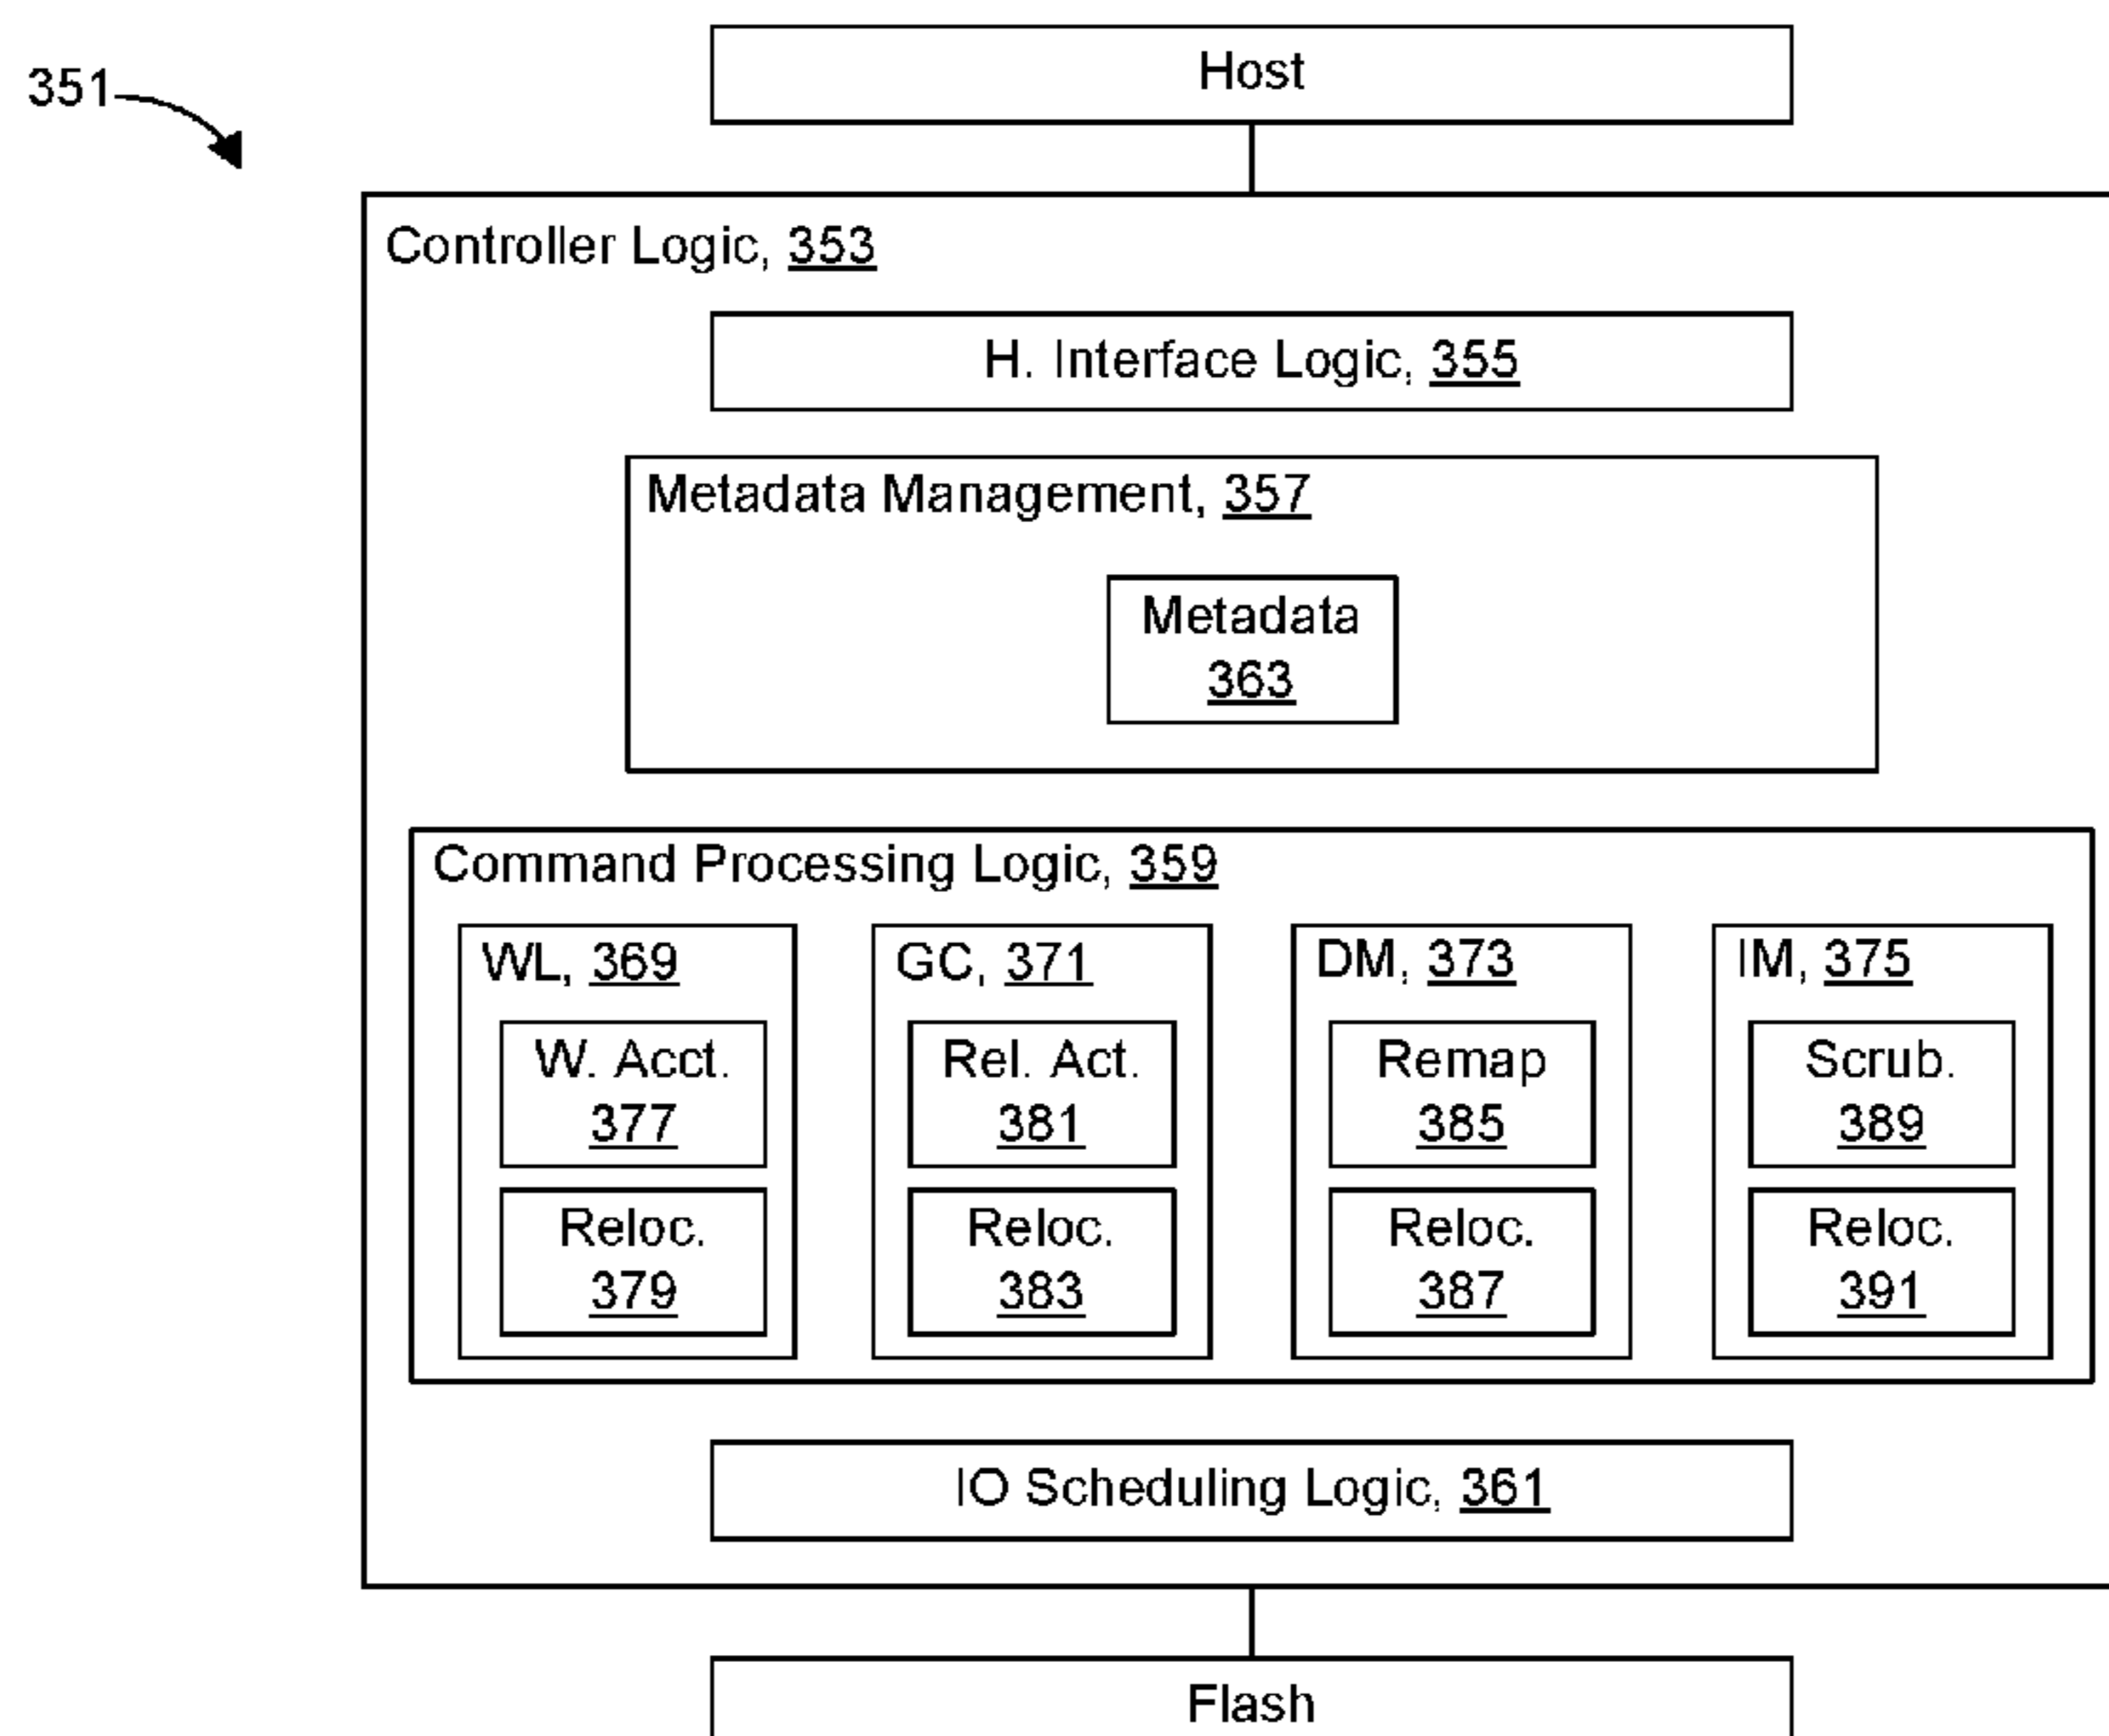 Host
351
Controller Logic, 353
H. Interface Logic, 355
Metadata Management, 357
Metadata
363
Command Processing Logic, 359
WL, 369
W. Acct.
377
Reloc.
379
GC, 371
Rel. Act.
381
Reloc.
383
DM, 373
Remap
385
Reloc.
387
IM, 375
Scrub.
389
Reloc.
391
IO Scheduling Logic, 361
Flash